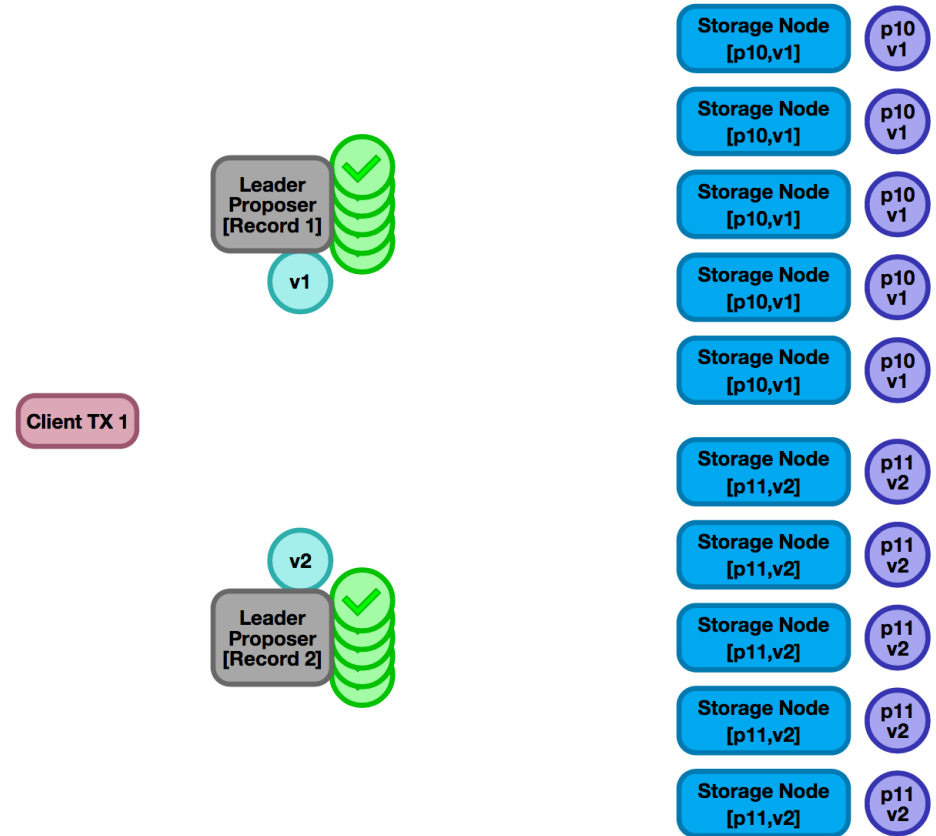 Storage Node
[p10,v1]
p10
v1
Storage Node
[p10,v1]
p10
v1
Leader
Proposer
[Record 1]
v1
Storage Node
[p10,v1]
p10
v1
Storage Node
[p10,v1]
p10
v1
Storage Node
[p10,v1]
p10
v1
Client TX 1
Storage Node
[p11,v2]
p11
v2
v2
Leader
Proposer
[Record 2]
Storage Node
[p11,v2]
p11
v2
Storage Node
[p11,v2]
p11
v2
Storage Node
[p11,v2]
p11
v2
Storage Node
[p11,v2]
p11
v2